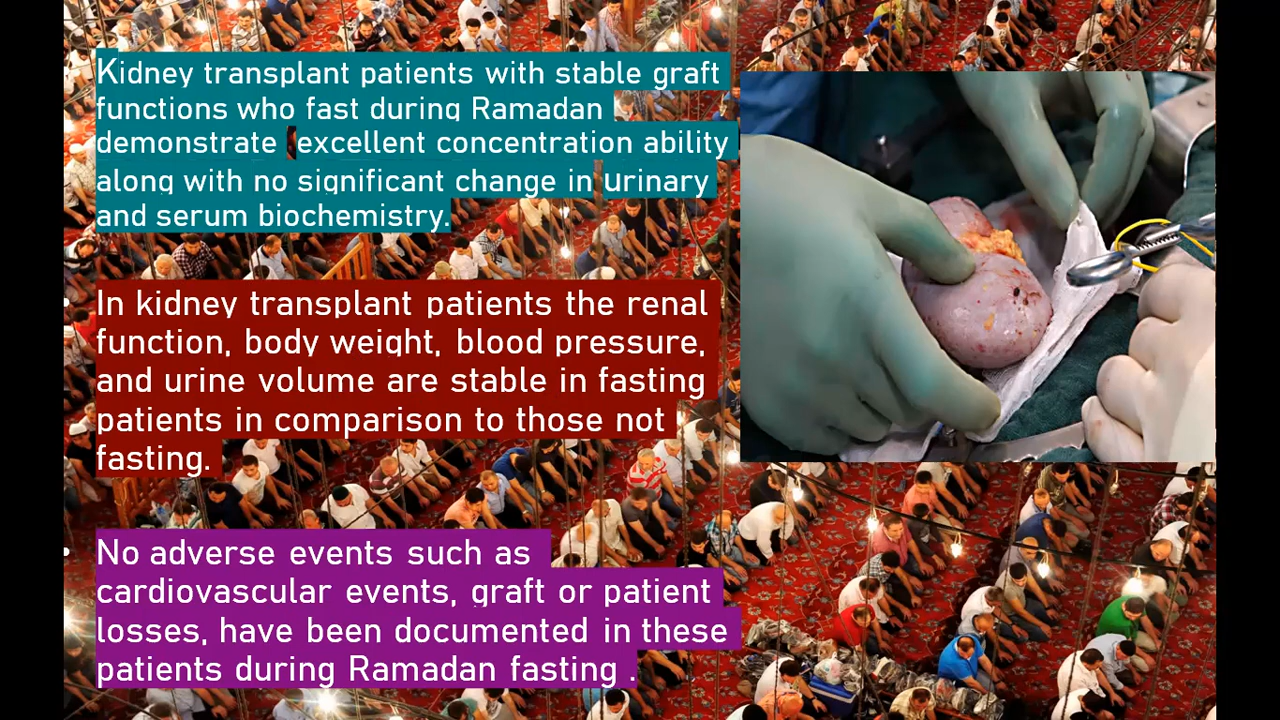 Kidney transplant patients with stable graft
functions who fast during Ramadan
demonstrate excellent concentration ability
along with no significant change in urinary
and serum biochemistry.
In kidney transplant patients the renal
function, body weight, blood pressure,
and urine volume are stable in fasting
patients in comparison to those not
fasting.
No adverse events such as
cardiovascular events, graft or patient
losses, have been documented in these
patients during Ramadan fasting .